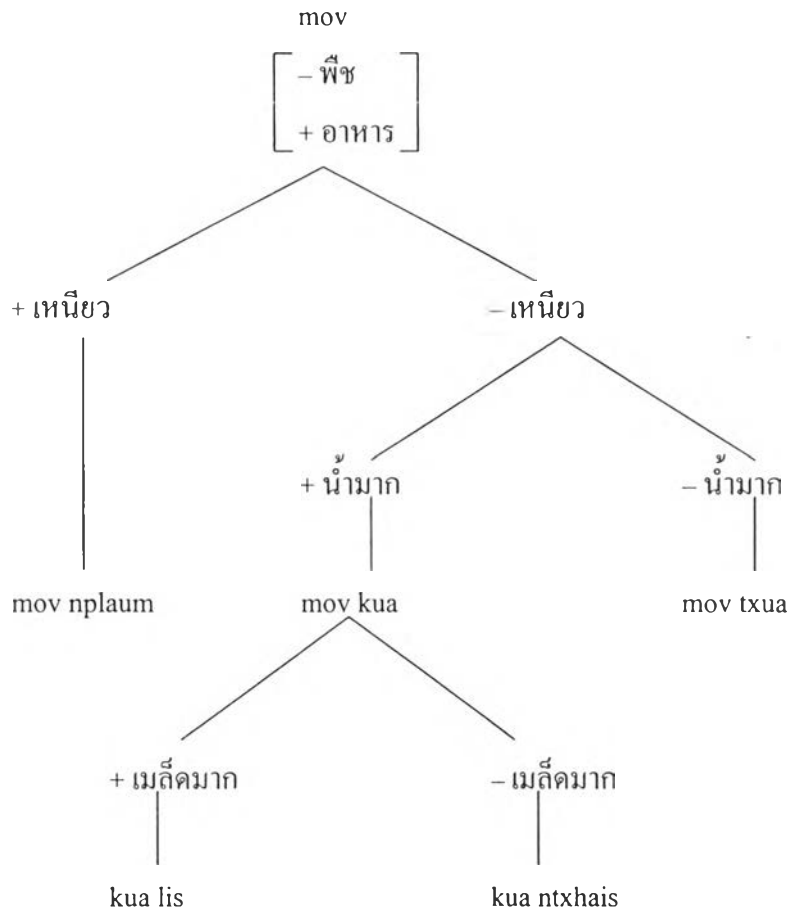 mov
– พืช
+ อาหาร
+ เหนียว
– เหนียว
+ น้ำมาก
– น้ำมาก
mov nplaum
mov kua
mov txua
+ เมล็ดมาก
– เมล็ดมาก
kua lis
kua ntxhais